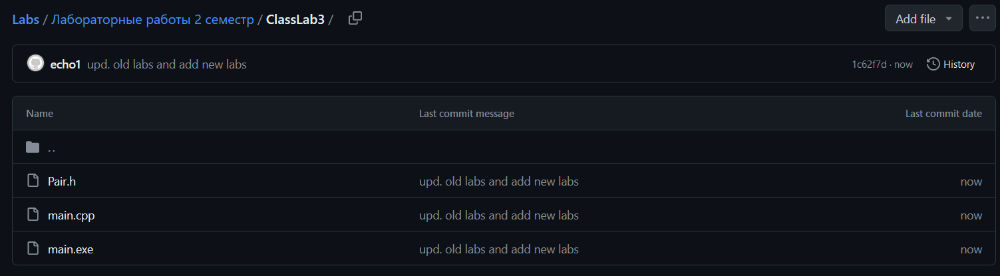 Labs / Лабораторные работы 2 семестр / ClassLab3 /
Add file
echo1 upd. old labs and add new labs
1c62f7d · now
History
Name Last commit message Last commit date
..
Pair.h upd. old labs and add new labs now
main.cpp upd. old labs and add new labs now
main.exe upd. old labs and add new labs now